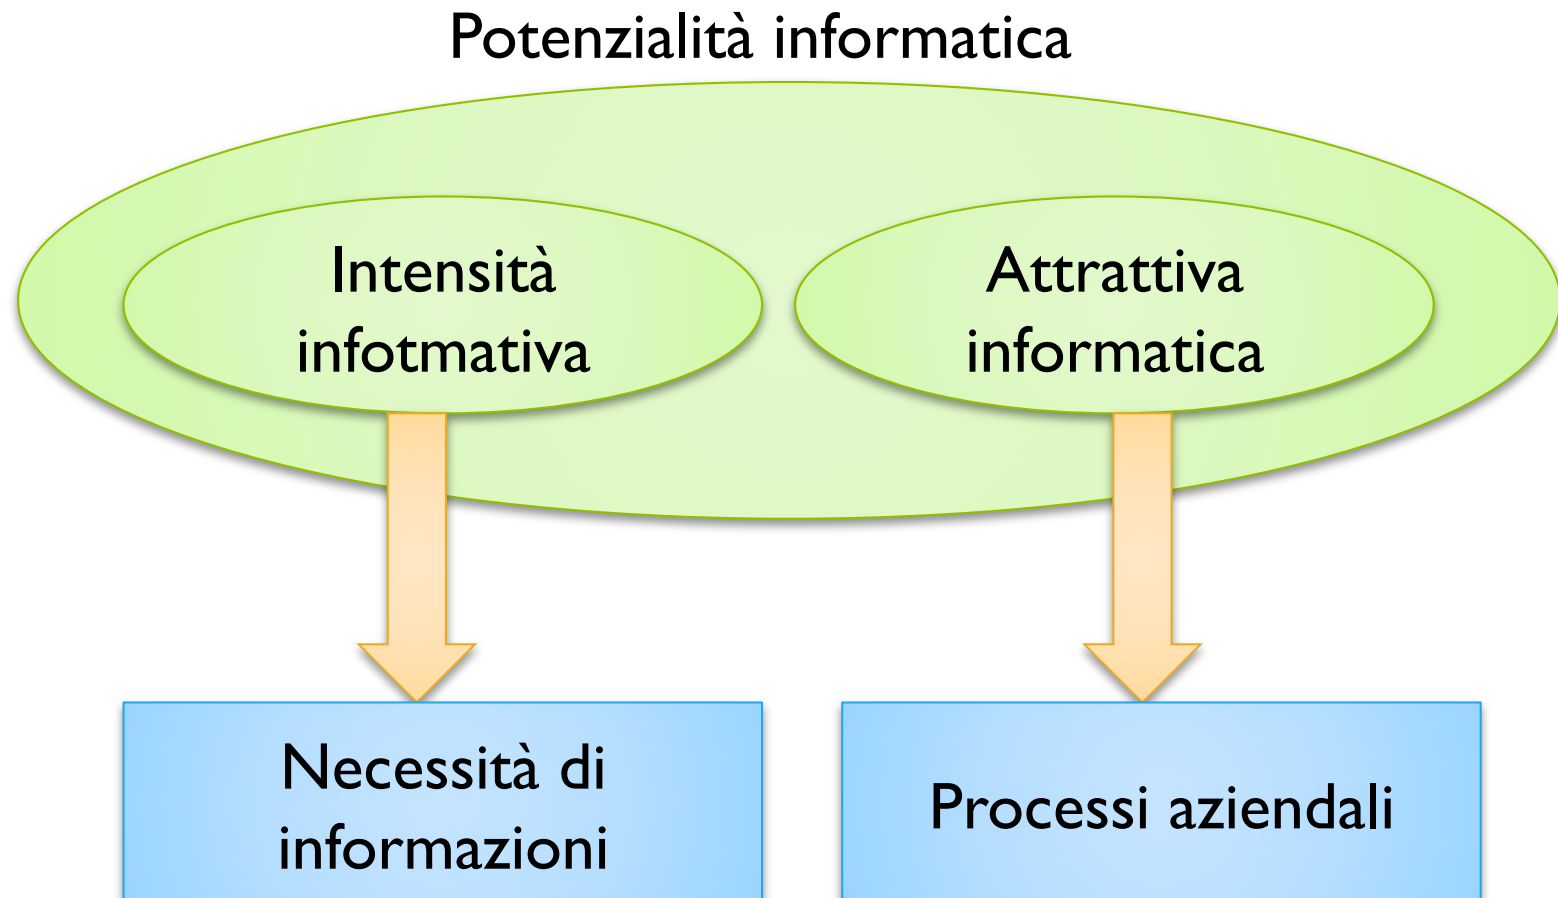 Potenzialità informatica
Intensità
infotmativa
Attrattiva
informatica
Necessità di
informazioni
Processi aziendali